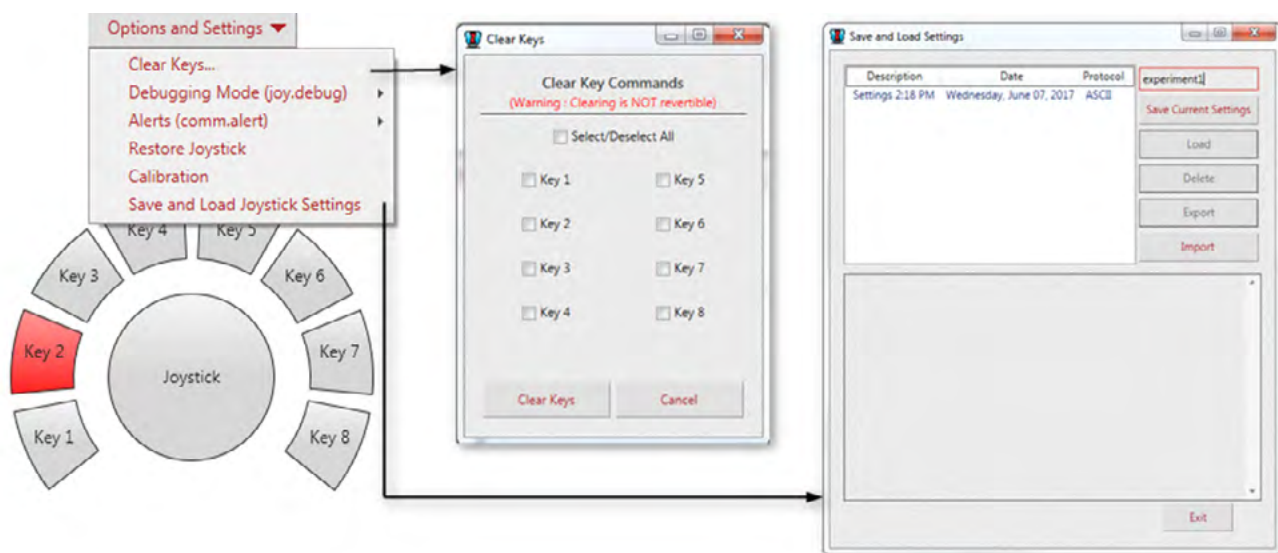 Options and Settings
Clear Keys...
Debugging Mode (joy.debug)
Alerts (comm.alert)
Restore Joystick
Calibration
Save and Load Joystick Settings
Key 4
Key 5
Key 3
Key 6
Key 2
Key 7
Joystick
Key 1
Key 8
Clear Keys
Clear Key Commands
(Warning : Clearing is NOT revertible)
Select/Deselect All
Key 1
Key 5
Key 2
Key 6
Key 3
Key 7
Key 4
Key 8
Clear Keys
Cancel
Save and Load Settings
Description Date Protocol
Settings 2:18 PM Wednesday, June 07, 2017 ASCII
experiment1
Save Current Settings
Load
Delete
Export
Import
Exit